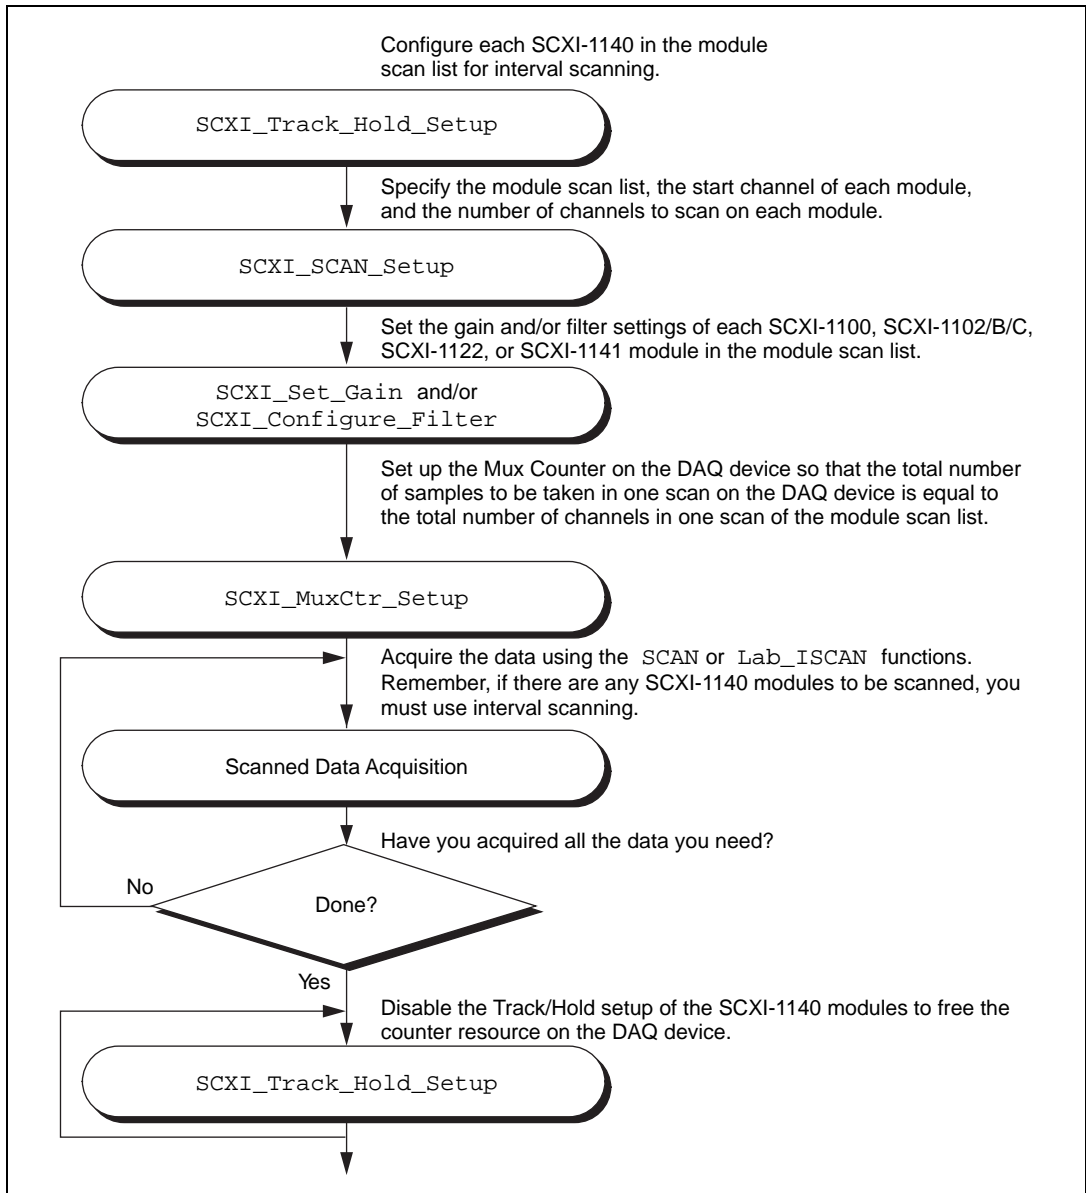 Configure each SCXI-1140 in the module
scan list for interval scanning.
SCXI_Track_Hold_Setup
Specify the module scan list, the start channel of each module,
and the number of channels to scan on each module.
SCXI_SCAN_Setup
Set the gain and/or filter settings of each SCXI-1100, SCXI-1102/B/C,
SCXI-1122, or SCXI-1141 module in the module scan list.
SCXI_Set_Gain and/or
SCXI_Configure_Filter
Set up the Mux Counter on the DAQ device so that the total number
of samples to be taken in one scan on the DAQ device is equal to
the total number of channels in one scan of the module scan list.
SCXI_MuxCtr_Setup
Acquire the data using the SCAN or Lab_ISCAN functions.
Remember, if there are any SCXI-1140 modules to be scanned, you
must use interval scanning.
Scanned Data Acquisition
Have you acquired all the data you need?
No
Done?
Yes
Disable the Track/Hold setup of the SCXI-1140 modules to free the
counter resource on the DAQ device.
SCXI_Track_Hold_Setup